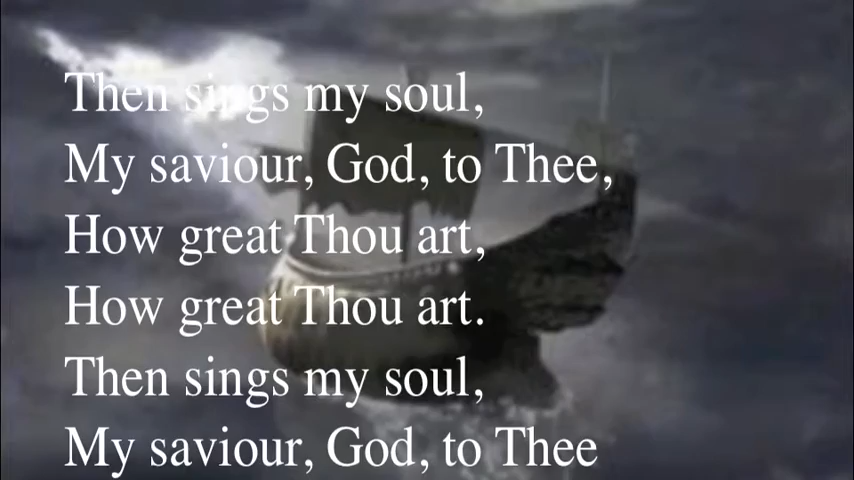 Then sings my soul,
My saviour, God, to Thee,
How great Thou art,
How great Thou art.
Then sings my soul,
My saviour, God, to Thee